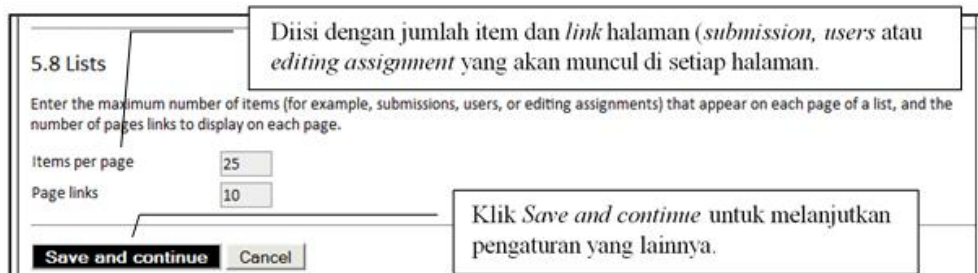 Diisi dengan jumlah item dan link halaman (submission, users atau
editing assignment yang akan muncul di setiap halaman.
5.8 Lists
Enter the maximum number of items (for example, submissions, users, or editing assignments) that appear on each page of a list, and the
number of pages links to display on each page.
Items per page 25
Page links 10
Klik Save and continue untuk melanjutkan
pengaturan yang lainnya.
Save and continue Cancel